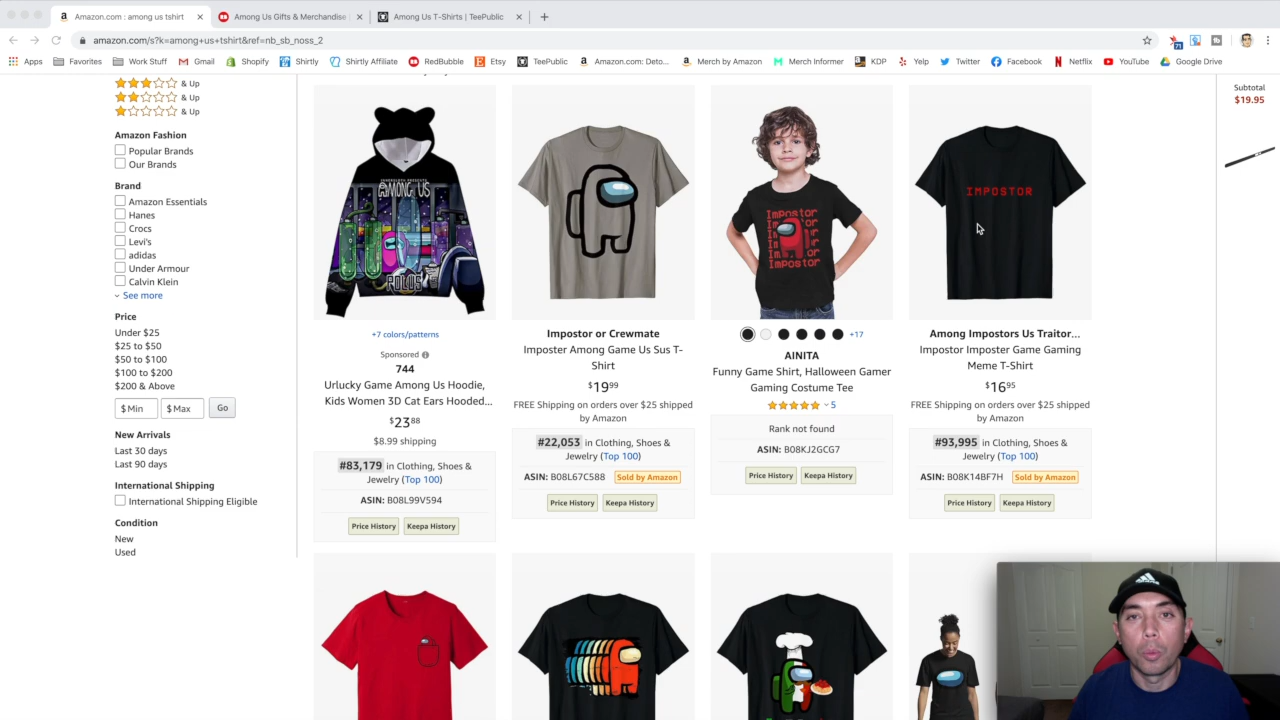 Amazon.com : among us tshirt
Among Us Gifts & Merchandise
Among Us T-Shirts | TeePublic
amazon.com/s?k=among+us+tshirt&ref=nb_sb_noss_2
71
Apps
Favorites
Work Stuff
Gmail
Shopify
Shirtly
Shirtly Affiliate
RedBubble
Etsy
TeePublic
Amazon.com: Deto...
Merch by Amazon
Merch Informer
KDP
Yelp
Twitter
Facebook
Netflix
YouTube
Google Drive
& Up
& Up
& Up
Amazon Fashion
Popular Brands
Our Brands
Brand
Amazon Essentials
Hanes
Crocs
Levi's
adidas
Under Armour
Calvin Klein
See more
Price
Under $25
$25 to $50
$50 to $100
$100 to $200
$200 & Above
$ Min
$ Max
Go
New Arrivals
Last 30 days
Last 90 days
International Shipping
International Shipping Eligible
Condition
New
Used
AMONG US
POLUS
+7 colors/patterns
Sponsored
744
Urlucky Game Among Us Hoodie,
Kids Women 3D Cat Ears Hooded...
$23.88
$8.99 shipping
#83,179 in Clothing, Shoes &
Jewelry (Top 100)
ASIN: B08L99V594
Price History
Keepa History
Impostor or Crewmate
Imposter Among Game Us Sus T-
Shirt
$19.99
FREE Shipping on orders over $25 shipped
by Amazon
#22,053 in Clothing, Shoes &
Jewelry (Top 100)
ASIN: B08L67C588
Sold by Amazon
Price History
Keepa History
Impostor
Impostor
+17
AINITA
Funny Game Shirt, Halloween Gamer
Gaming Costume Tee
5
Rank not found
ASIN: B08KJ2GCG7
Price History
Keepa History
IMPOSTOR
Among Impostors Us Traitor...
Impostor Imposter Game Gaming
Meme T-Shirt
$16.95
FREE Shipping on orders over $25 shipped
by Amazon
#93,995 in Clothing, Shoes &
Jewelry (Top 100)
ASIN: B08K14BF7H
Sold by Amazon
Price History
Keepa History
Subtotal
$19.95